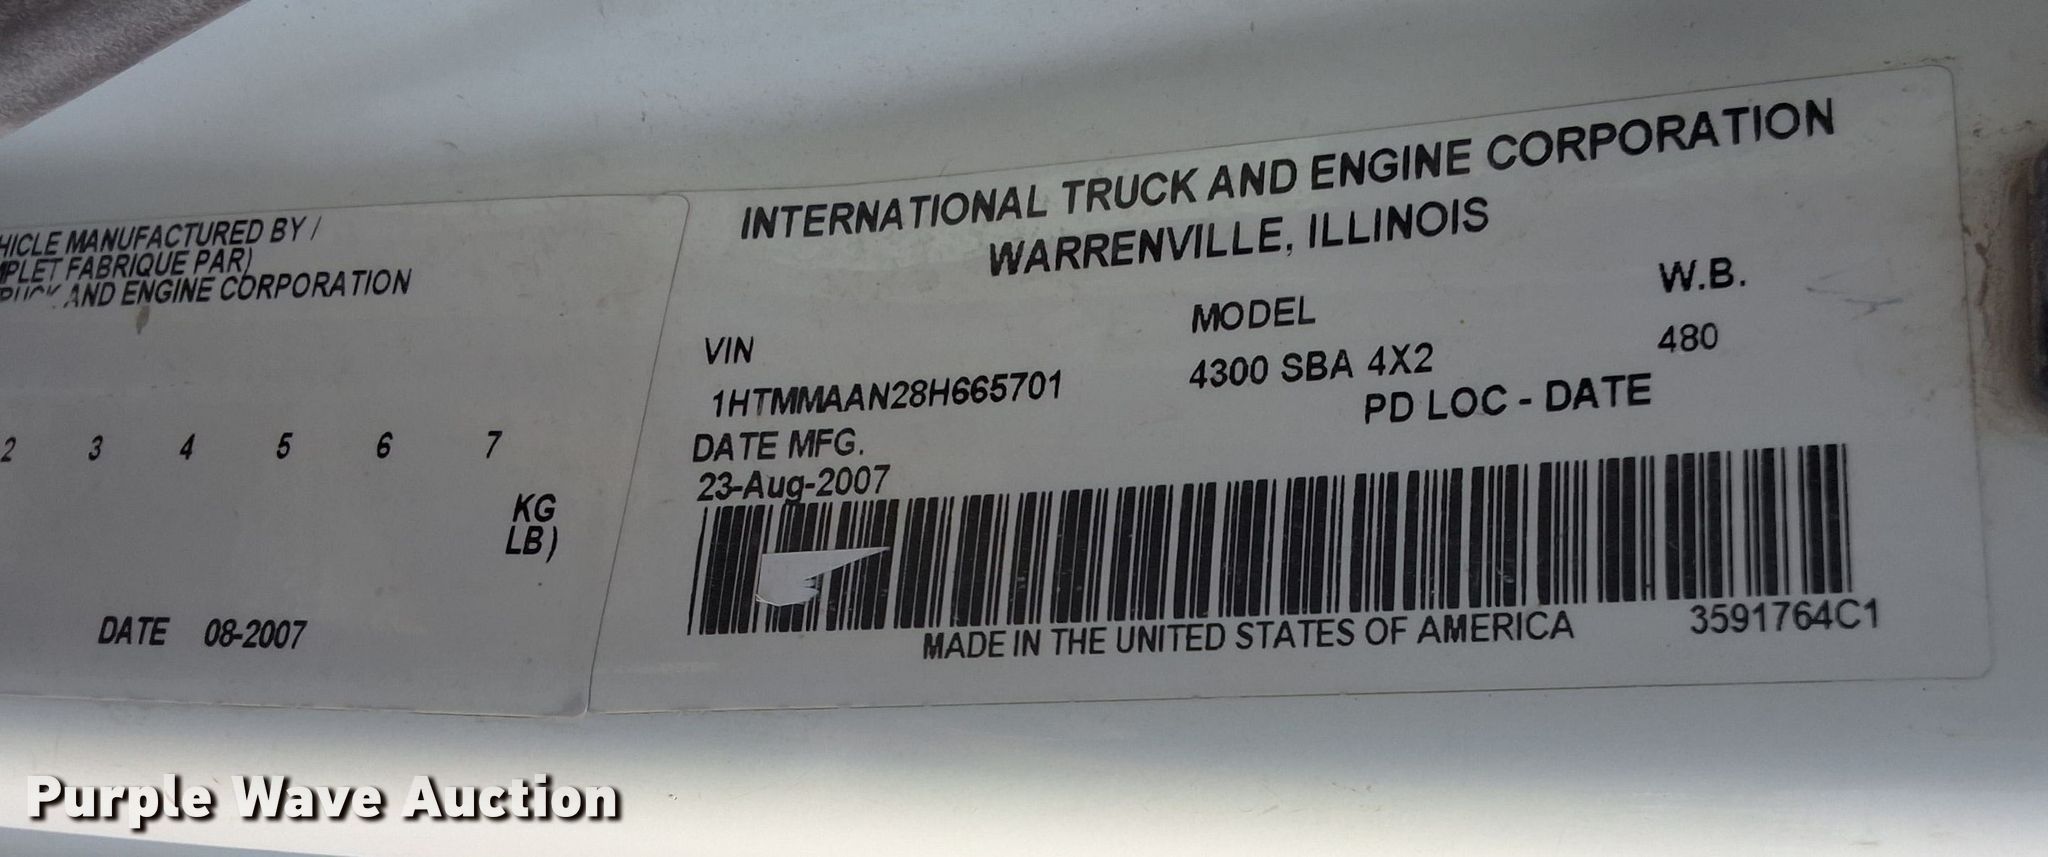 HICLE MANUFACTURED BY /
MPLET FABRIQUE PAR)
RUCK AND ENGINE CORPORATION
2 3 4 5 6 7
KG
LB)
DATE 08-2007
INTERNATIONAL TRUCK AND ENGINE CORPORATION
WARRENVILLE, ILLINOIS
VIN MODEL W.B.
1HTMMAAN28H665701 4300 SBA 4X2 480
PD LOC - DATE
DATE MFG.
23-Aug-2007
MADE IN THE UNITED STATES OF AMERICA 3591764C1
Purple Wave Auction